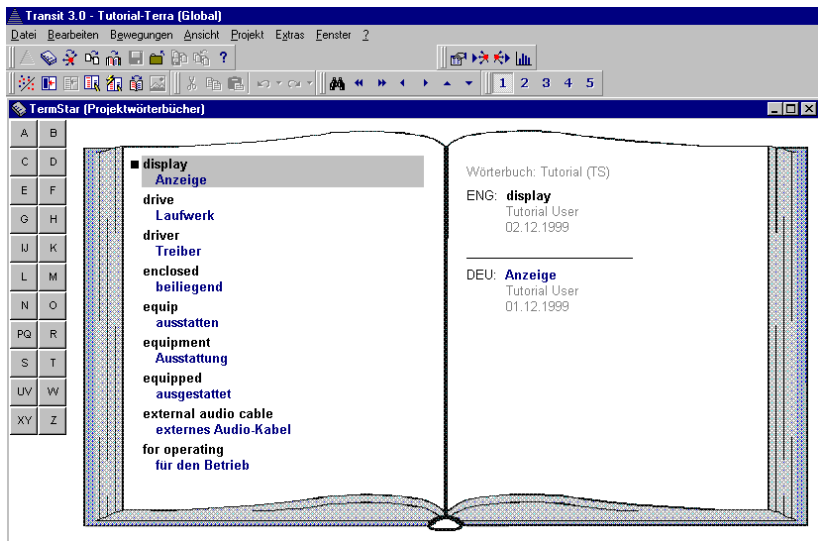 Transit 3.0 - Tutorial-Terra (Global)
Datei Bearbeiten Bewegungen Ansicht Projekt Extras Fenster ?
?
1 2 3 4 5
TermStar (Projektwörterbücher)
A B
C D
E F
G H
IJ K
L M
N O
PQ R
S T
UV W
XY Z
display
Anzeige
drive
Laufwerk
driver
Treiber
enclosed
beiliegend
equip
ausstatten
equipment
Ausstattung
equipped
ausgestattet
external audio cable
externes Audio-Kabel
for operating
für den Betrieb
Wörterbuch: Tutorial (TS)
ENG: display
Tutorial User
02.12.1999
DEU: Anzeige
Tutorial User
01.12.1999